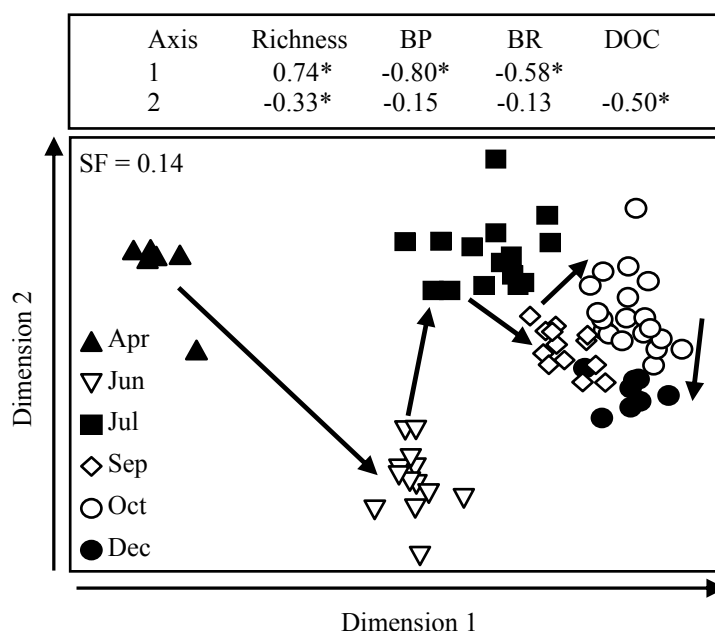 Axis Richness BP BR DOC
1 0.74* -0.80* -0.58*
2 -0.33* -0.15 -0.13 -0.50*
SF = 0.14
Dimension 2
Apr
Jun
Jul
Sep
Oct
Dec
Dimension 1